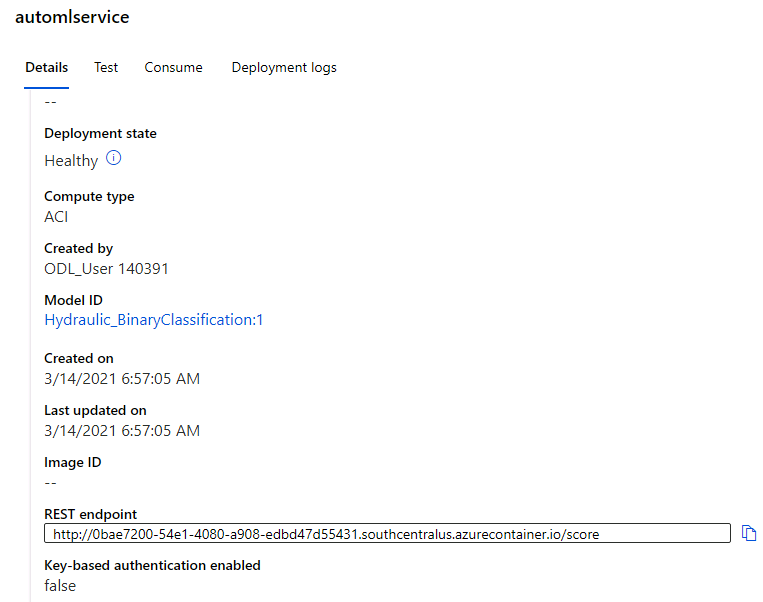 automlservice
Details Test Consume Deployment logs
--
Deployment state
Healthy
Compute type
ACI
Created by
ODL_User 140391
Model ID
Hydraulic_BinaryClassification:1
Created on
3/14/2021 6:57:05 AM
Last updated on
3/14/2021 6:57:05 AM
Image ID
--
REST endpoint
http://0bae7200-54e1-4080-a908-edbd47d55431.southcentralus.azurecontainer.io/score
Key-based authentication enabled
false